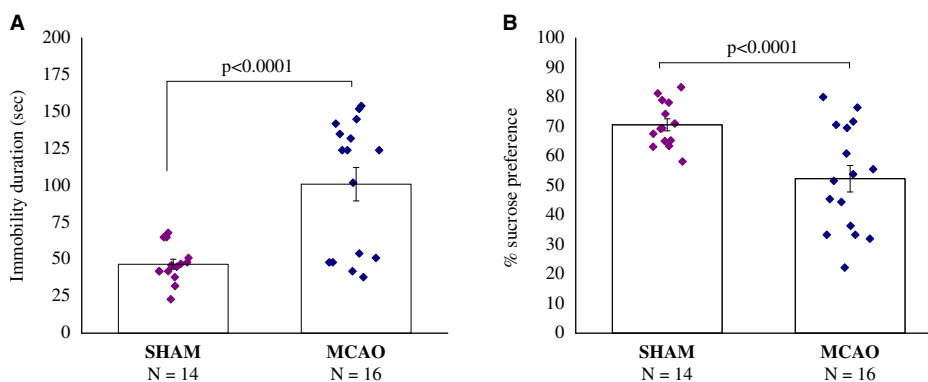 A
Immobility duration (sec)
200
175
150
125
100
75
50
25
0
p<0.0001
SHAM
N = 14
MCAO
N = 16
B
% sucrose preference
100
90
80
70
60
50
40
30
20
10
0
p<0.0001
SHAM
N = 14
MCAO
N = 16